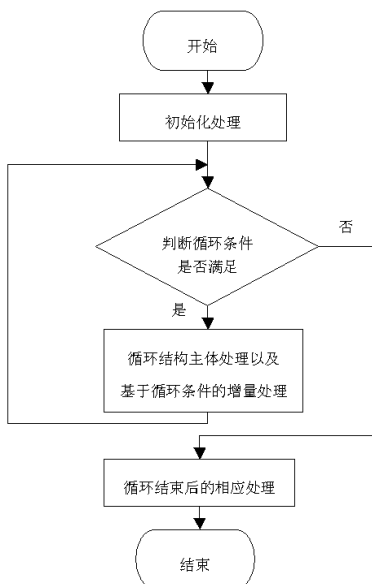 开始
初始化处理
判断循环条件
是否满足
否
是
循环结构主体处理以及
基于循环条件的增量处理
循环结束后的相应处理
结束